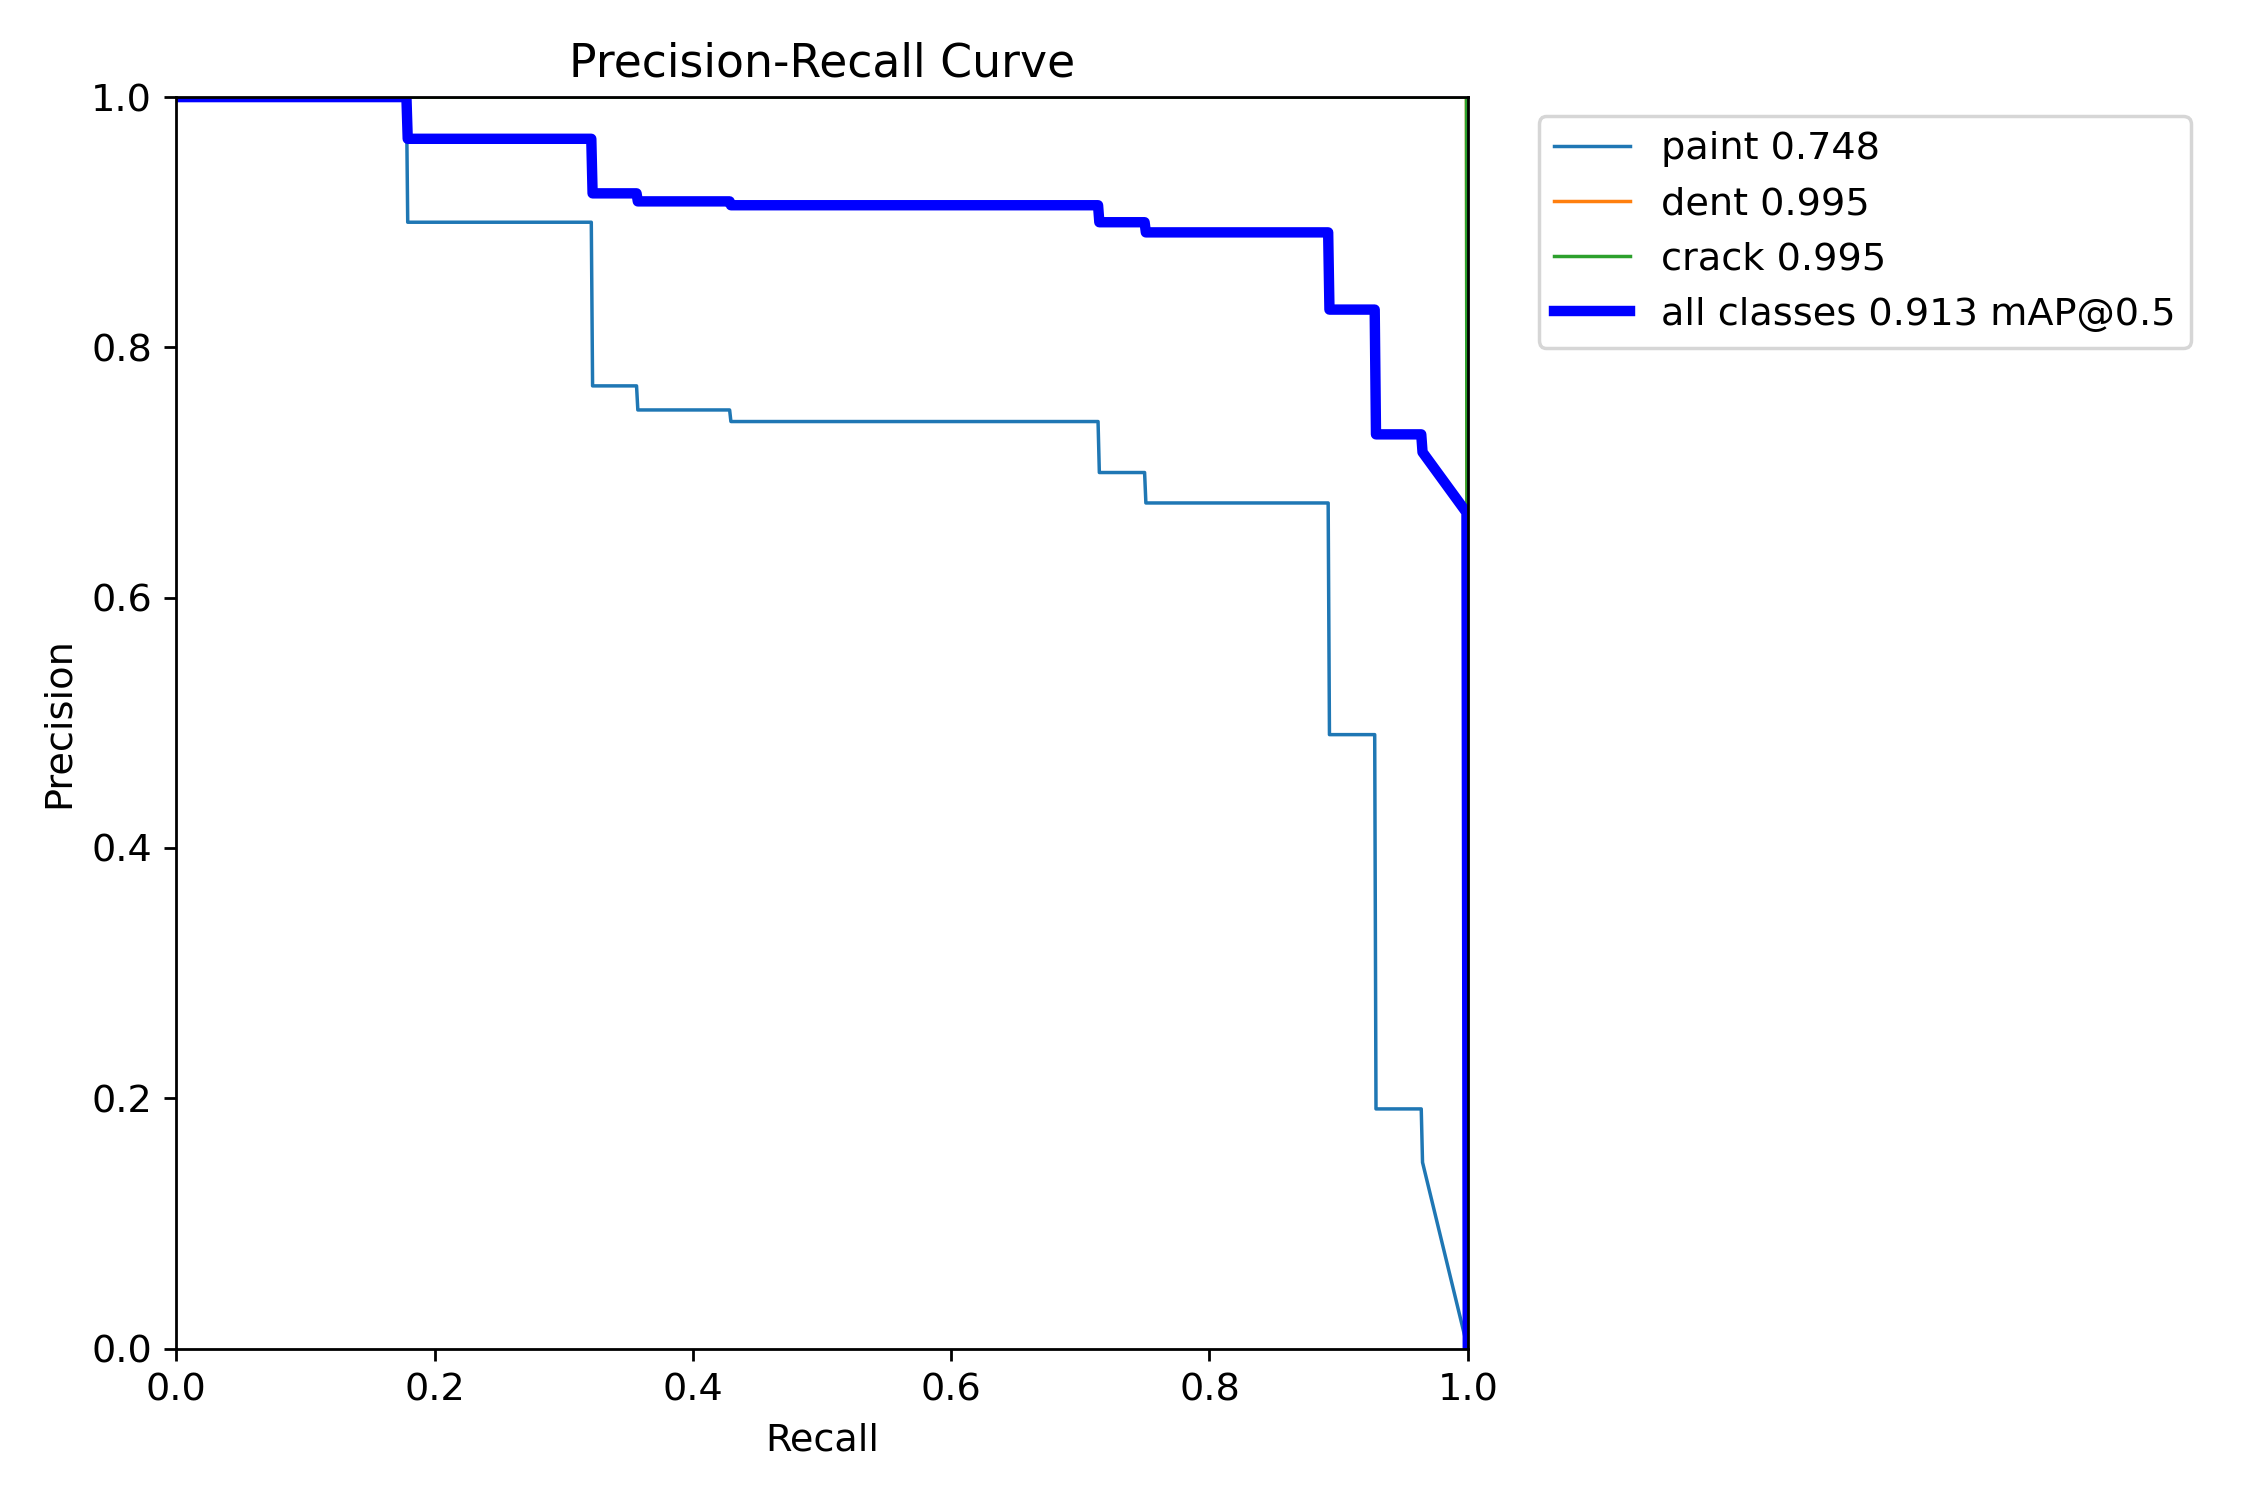 Precision-Recall Curve
1.0
0.8
0.6
0.4
0.2
0.0
Precision
0.0 0.2 0.4 0.6 0.8 1.0
Recall
paint 0.748
dent 0.995
crack 0.995
all classes 0.913 mAP@0.5